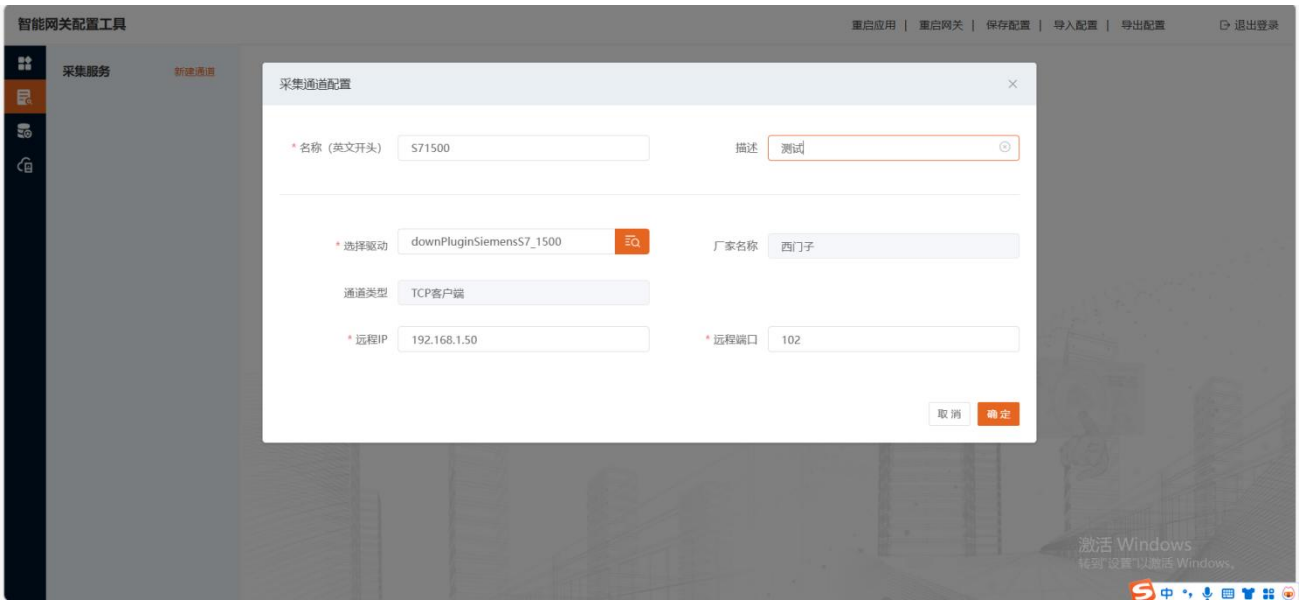 智能网关配置工具
重启应用 | 重启网关 | 保存配置 | 导入配置 | 导出配置 退出登录
采集服务 新建通道
采集通道配置
* 名称（英文开头） S71500 描述 测试
* 选择驱动 downPluginSiemensS7_1500 厂家名称 西门子
通道类型 TCP客户端
* 远程IP 192.168.1.50 * 远程端口 102
取消 确定
激活 Windows
转到"设置"以激活 Windows。
中